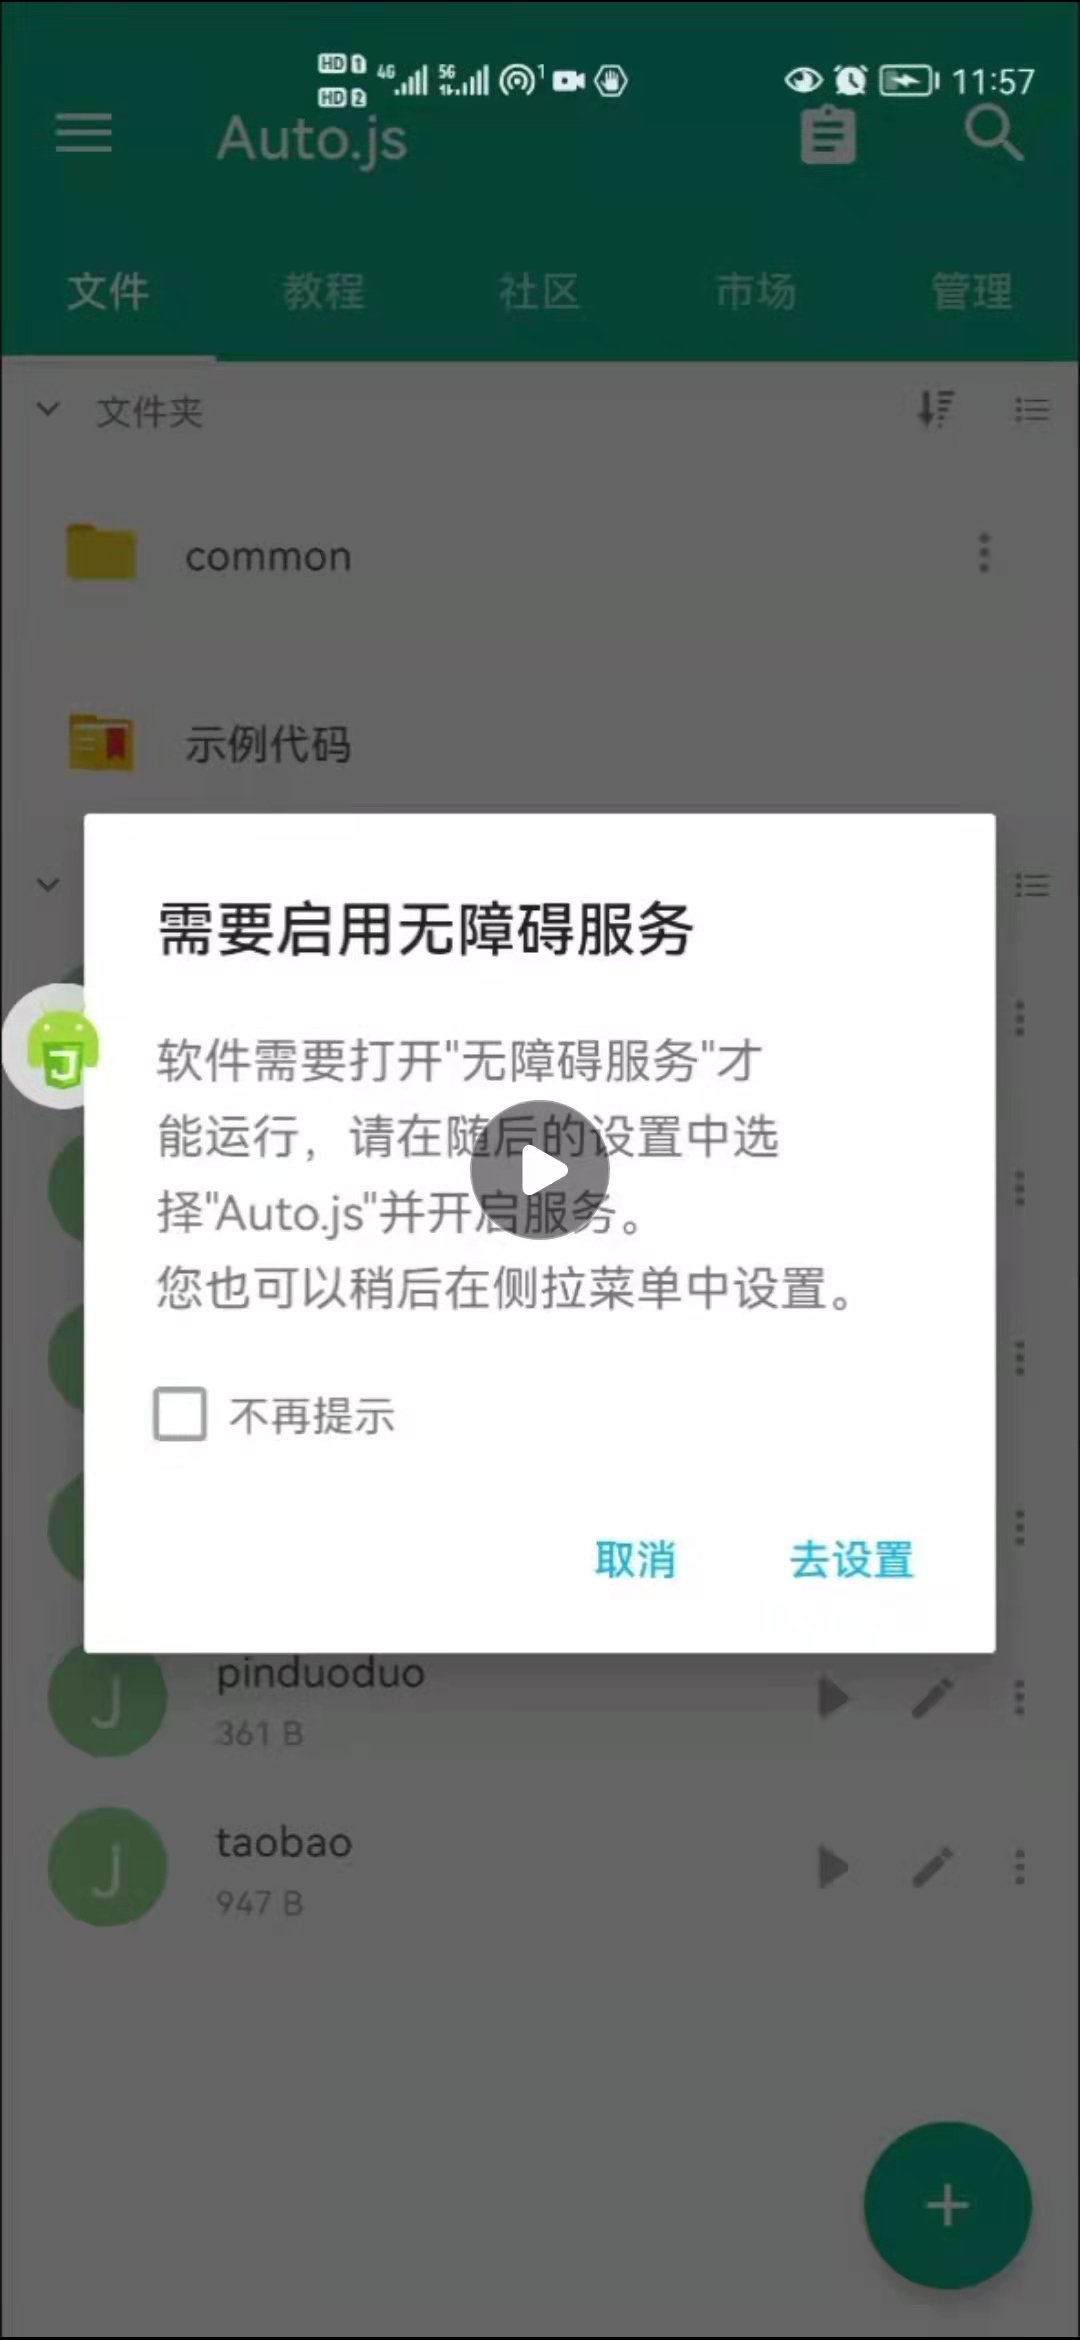 HD 1
HD 2
4G
5G
1
11:57
Auto.js
文件
教程
社区
市场
管理
文件夹
common
示例代码
需要启用无障碍服务
软件需要打开"无障碍服务"才
能运行，请在随后的设置中选
择"Auto.js"并开启服务。
您也可以稍后在侧拉菜单中设置。
不再提示
取消
去设置
J
pinduoduo
361 B
J
taobao
947 B